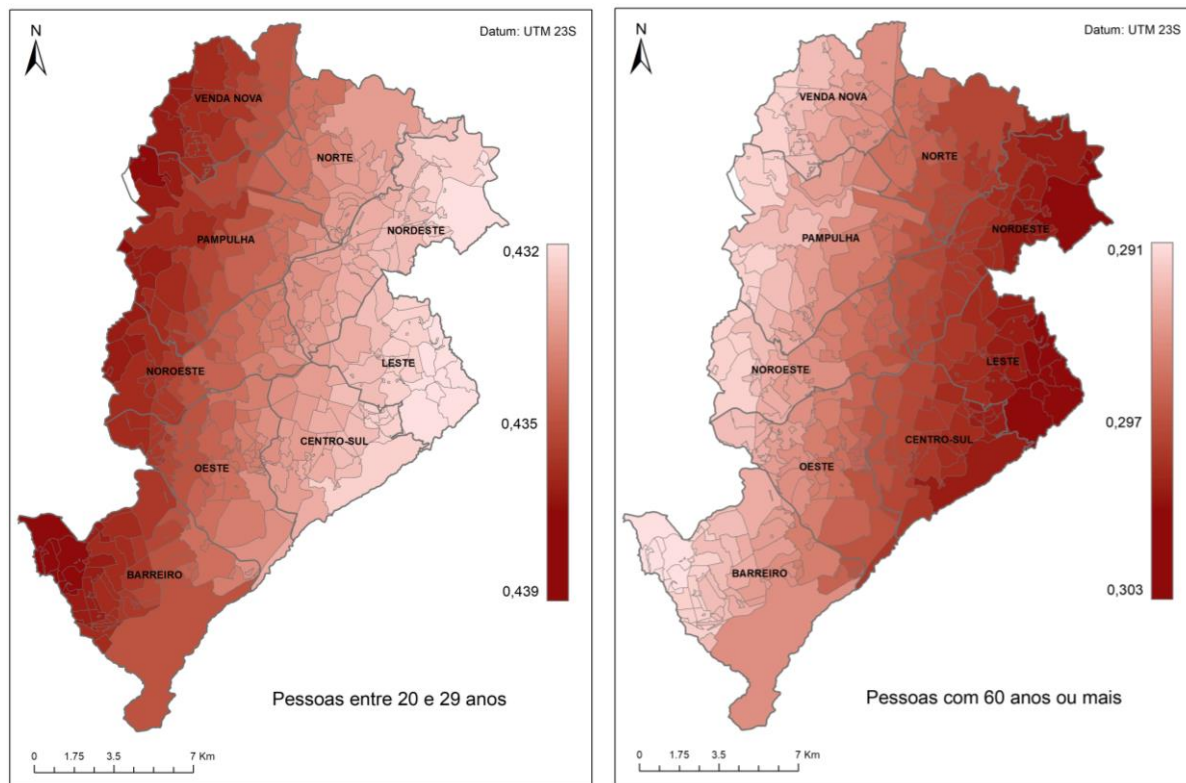 N
Datum: UTM 23S
VENDA NOVA
NORTE
PAMPULHA
NORDESTE
NOROESTE
LESTE
OESTE
CENTRO-SUL
BARREIRO
0,432
0,435
0,439
Pessoas entre 20 e 29 anos
0 1.75 3.5 7 Km
N
Datum: UTM 23S
VENDA NOVA
NORTE
PAMPULHA
NORDESTE
NOROESTE
LESTE
OESTE
CENTRO-SUL
BARREIRO
0,291
0,297
0,303
Pessoas com 60 anos ou mais
0 1.75 3.5 7 Km